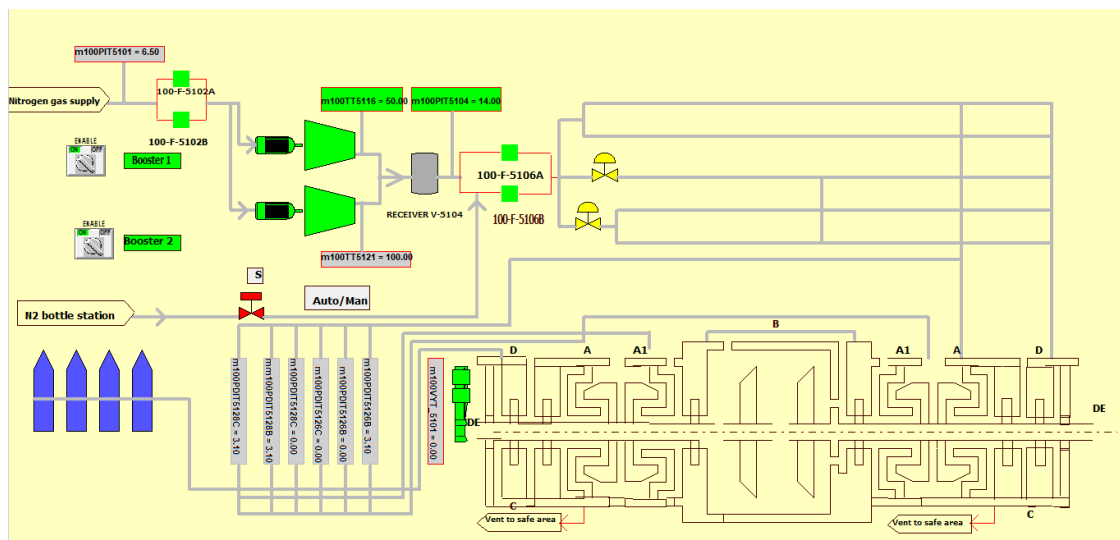 m100PIT5101 = 6.50
Nitrogen gas supply
100-F-5102A
100-F-5102B
m100TT5116 = 50.00
m100PIT5104 = 14.00
ENABLE
ON OFF
Booster 1
100-F-5106A
RECEIVER V-5104
100-F-5106B
ENABLE
ON OFF
Booster 2
m100TT5121 = 100.00
S
Auto/Man
N2 bottle station
m100PDIT5128C = 3.10
mm100PDIT5128B = 3.10
m100PDIT5128C = 0.00
m100PDIT5126C = 0.00
m100PDIT5126B = 0.00
m100PDIT5126B = 3.10
m100VYT_5101 = 0.00
B
D
A
A1
A1
A
D
DE
DE
C
C
Vent to safe area
Vent to safe area